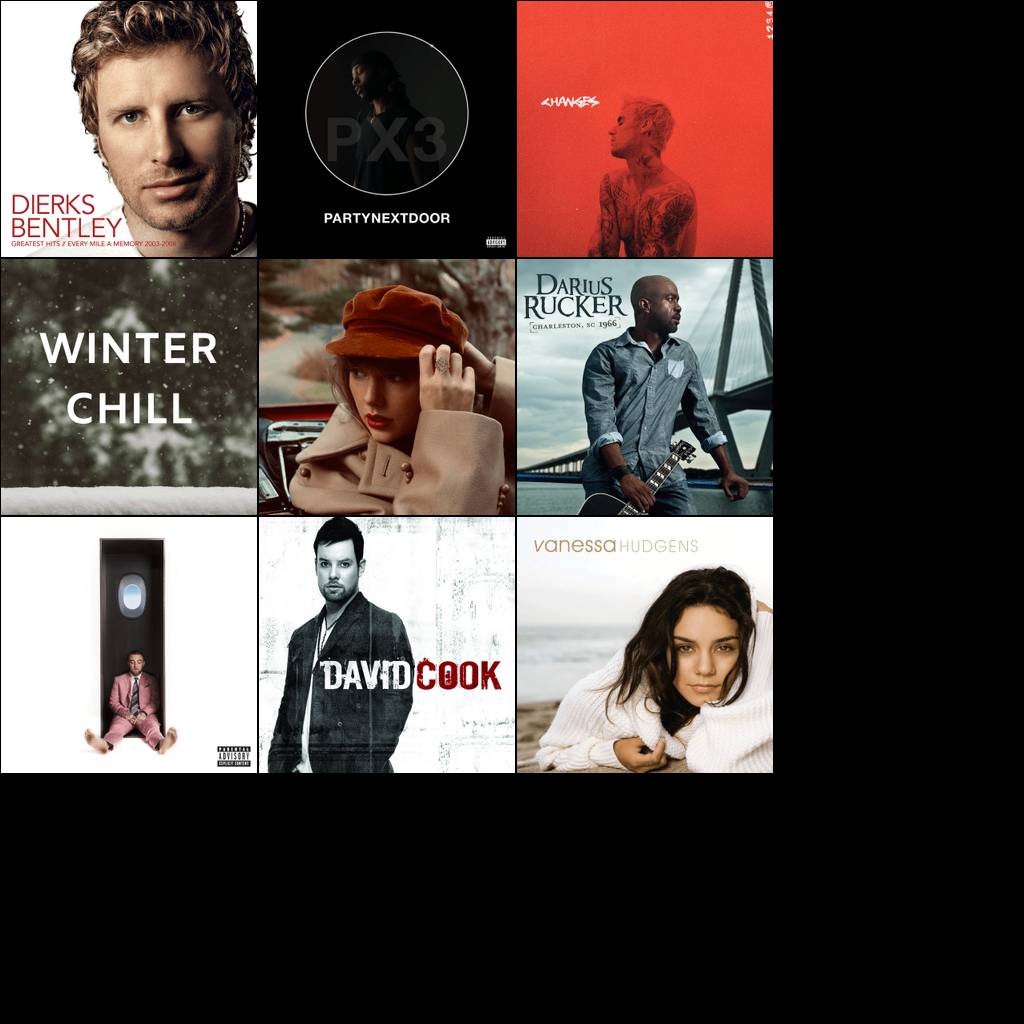 DIERKS
BENTLEY
GREATEST HITS // EVERY MILE A MEMORY 2003-2008
PX3
PARTYNEXTDOOR
CHANGES
WINTER
CHILL
DARIUS
RUCKER
CHARLESTON, SC 1966
PARENTAL
ADVISORY
EXPLICIT CONTENT
DAVID COOK
vanessa HUDGENS